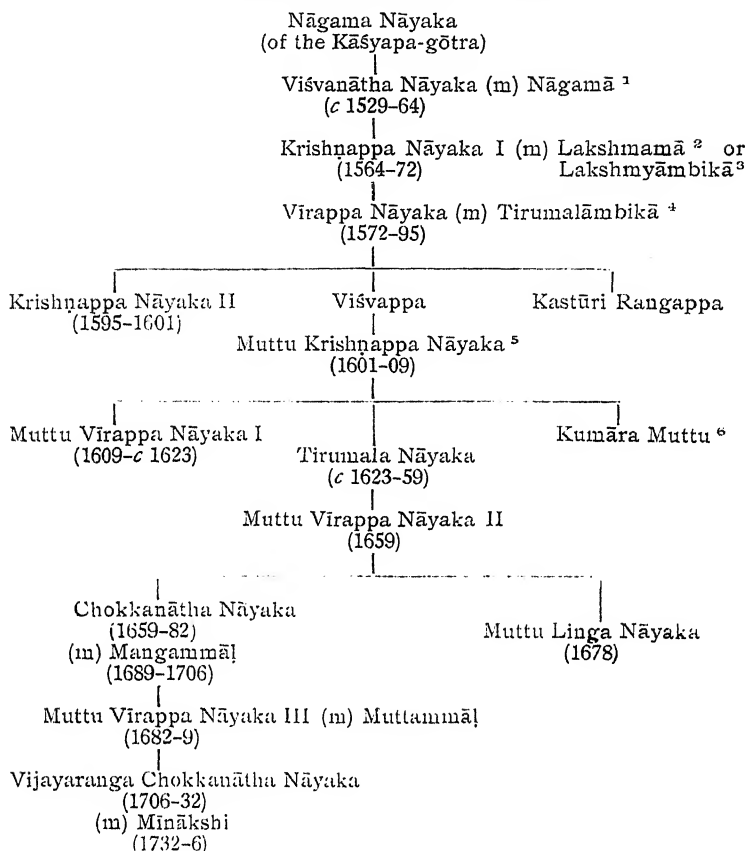 Nāgama Nāyaka
(of the Kāśyapa-gōtra)
Viśvanātha Nāyaka (m) Nāgamā ¹
(c 1529–64)
Krishṇappa Nāyaka I (m) Lakshmamā ² or
(1564–72) Lakshmyāmbikā ³
Vīrappa Nāyaka (m) Tirumalāmbikā ⁴
(1572–95)
Krishṇappa Nāyaka II Viśvappa Kastūri Rangappa
(1595–1601)
Muttu Krishṇappa Nāyaka ⁵
(1601–09)
Muttu Vīrappa Nāyaka I Kumāra Muttu ⁶
(1609–c 1623) Tirumala Nāyaka
(c 1623–59)
Muttu Vīrappa Nāyaka II
(1659)
Chokkanātha Nāyaka
(1659–82) Muttu Linga Nāyaka
(m) Mangammāḷ (1678)
(1689–1706)
Muttu Vīrappa Nāyaka III (m) Muttammāḷ
(1682–9)
Vijayaranga Chokkanātha Nāyaka
(1706–32)
(m) Mīnākshi
(1732–6)